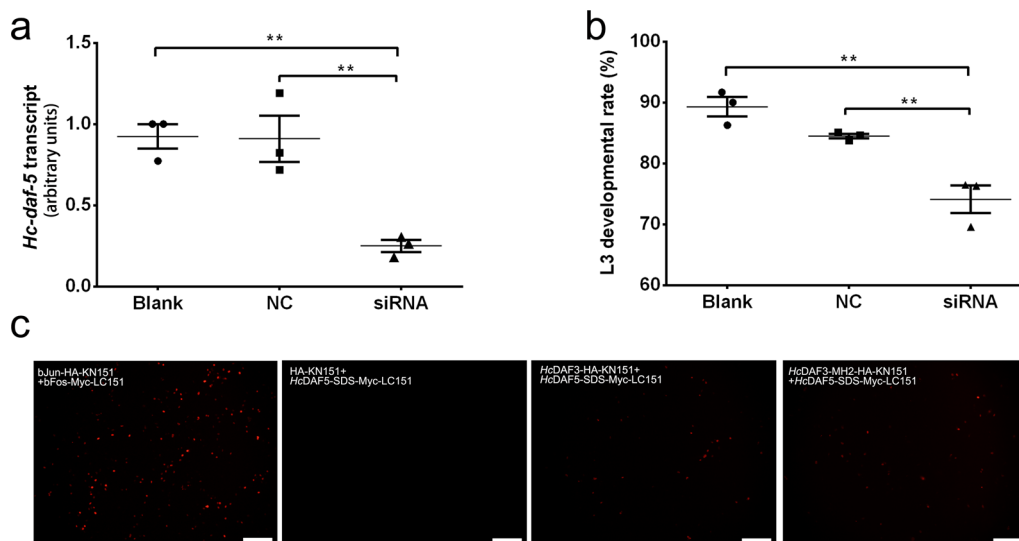 a
Hc-daf-5 transcript
(arbitrary units)
1.5
1.0
0.5
0.0
**
**
Blank
NC
siRNA
b
L3 developmental rate (%)
100
90
80
70
60
**
**
Blank
NC
siRNA
c
bJun-HA-KN151
+bFos-Myc-LC151
HA-KN151+
HcDAF5-SDS-Myc-LC151
HcDAF3-HA-KN151+
HcDAF5-SDS-Myc-LC151
HcDAF3-MH2-HA-KN151
+HcDAF5-SDS-Myc-LC151